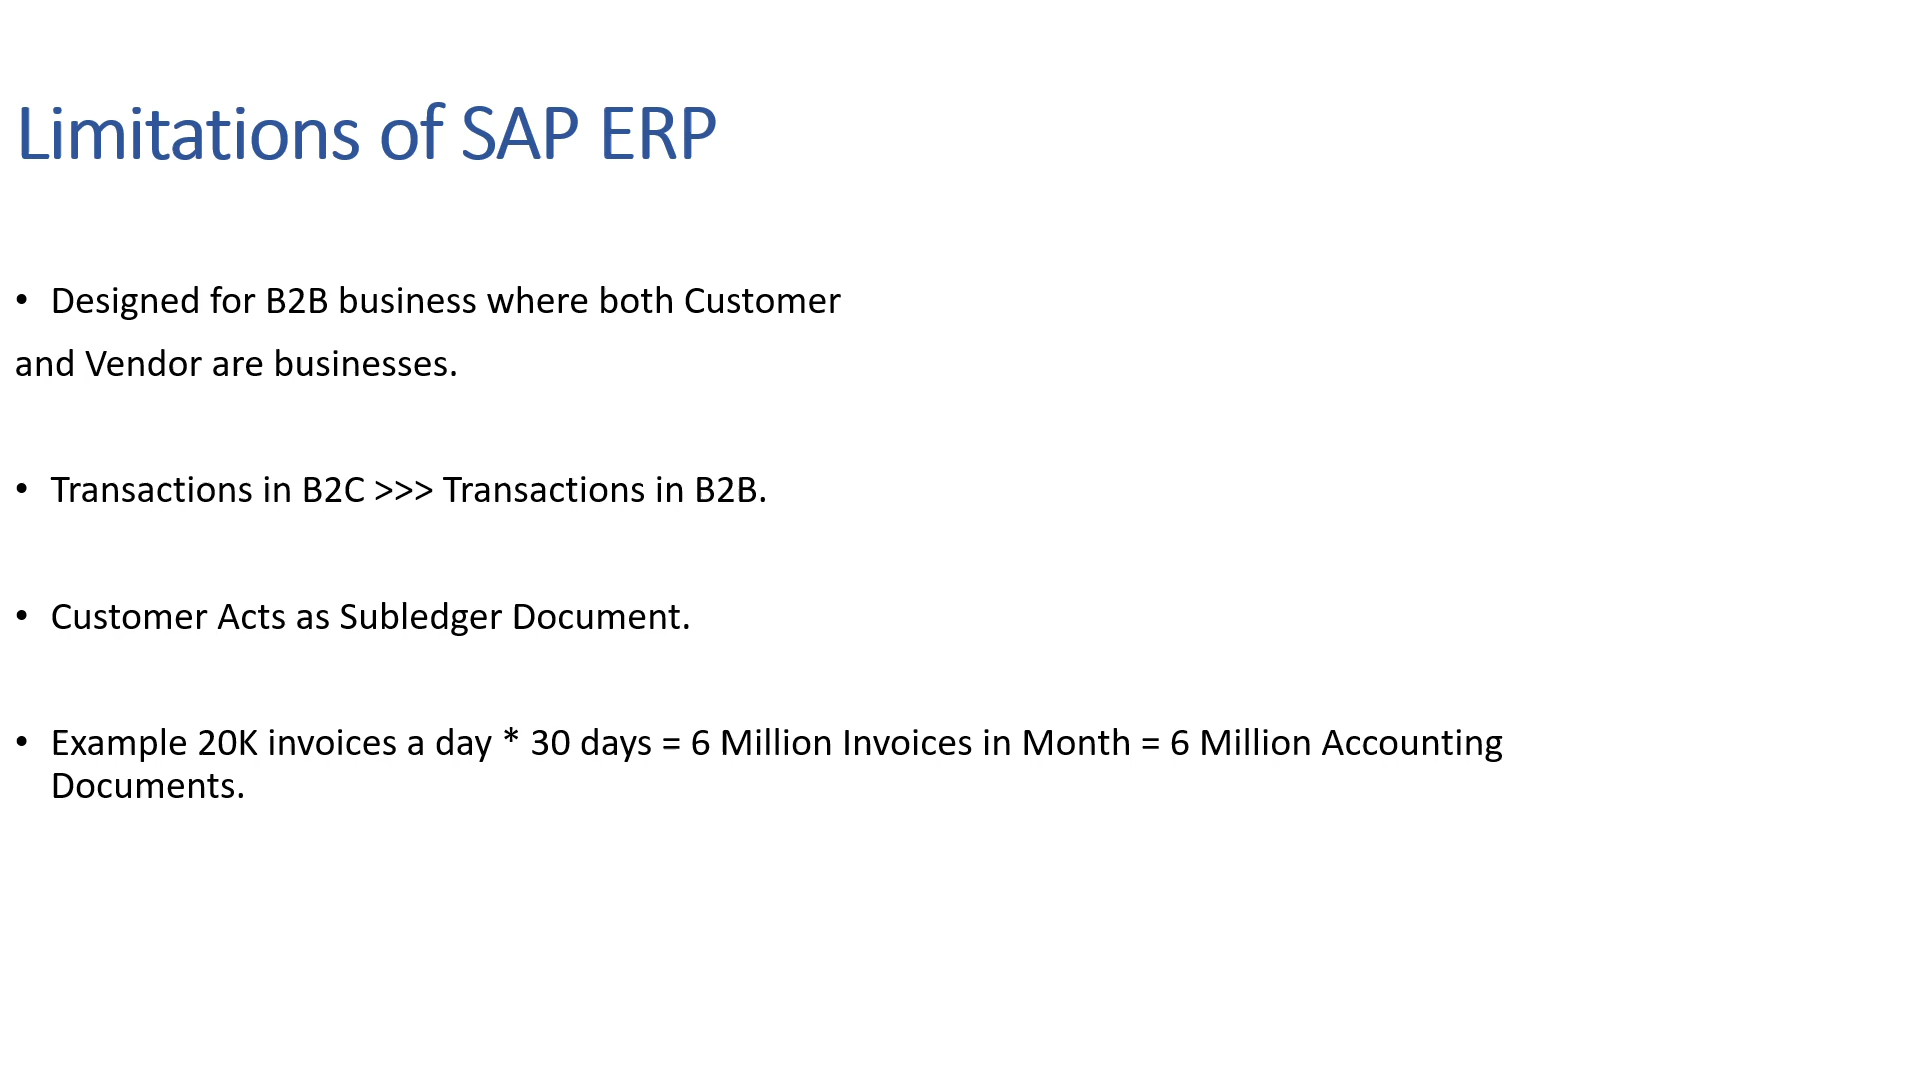 Limitations of SAP ERP
• Designed for B2B business where both Customer
and Vendor are businesses.
• Transactions in B2C >>> Transactions in B2B.
• Customer Acts as Subledger Document.
• Example 20K invoices a day * 30 days = 6 Million Invoices in Month = 6 Million Accounting
Documents.